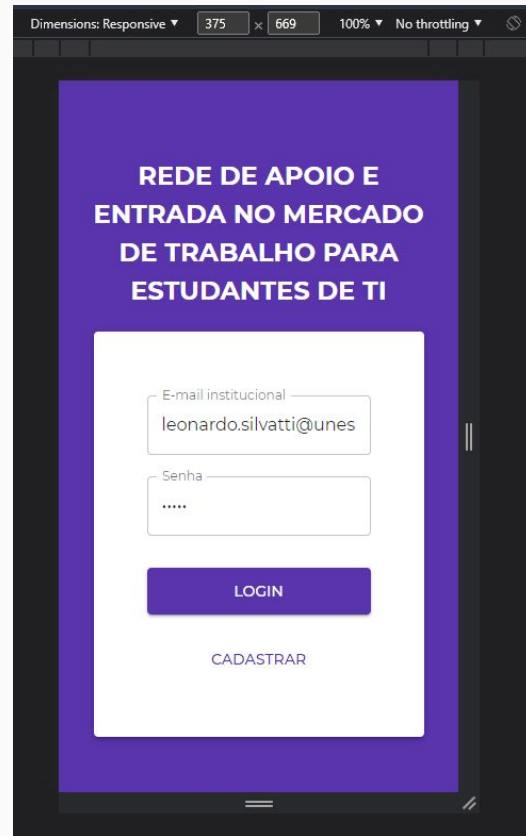 Dimensions: Responsive ▼ 375 × 669 100% ▼ No throttling ▼
REDE DE APOIO E
ENTRADA NO MERCADO
DE TRABALHO PARA
ESTUDANTES DE TI
E-mail institucional
leonardo.silvatti@unes
Senha
•••••
LOGIN
CADASTRAR